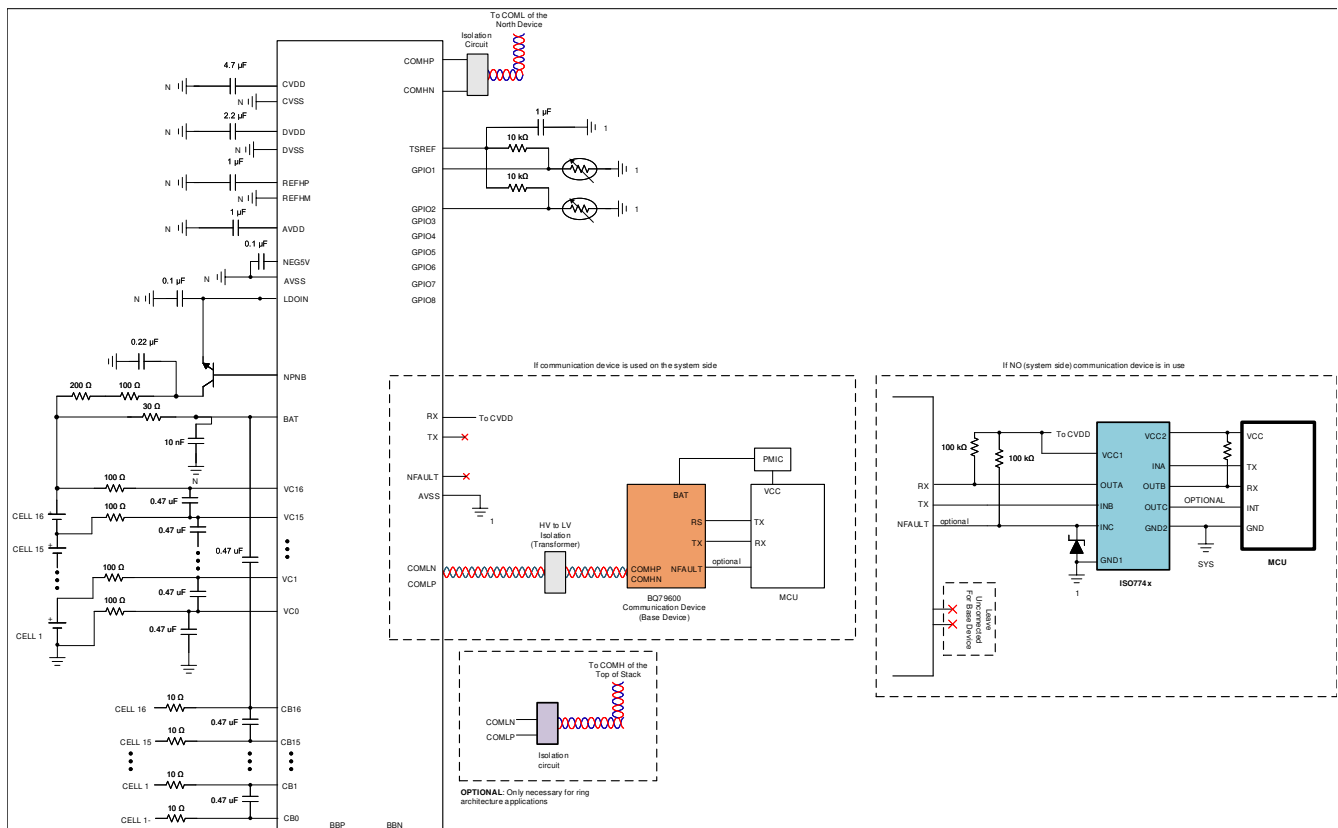 To COML of the
North Device
Isolation
Circuit
COMHP
COMHN
4.7 µF
N
CVDD
N
CVSS
2.2 µF
N
DVDD
N
DVSS
1µF
N
REFHP
N
REFHM
1 µF
N
AVDD
0.1 µF
NEG5V
N
AVSS
0.1 µF
N
LDOIN
1 µF
1
10 kΩ
TSREF
GPIO1
1
10 kΩ
GPIO2
1
GPIO3
GPIO4
GPIO5
GPIO6
GPIO7
GPIO8
0.22 µF
NPNB
200 Ω
100 Ω
30 Ω
BAT
10 nF
N
100 Ω
VC16
0.47 uF
CELL 16
+
100 Ω
VC15
0.47 uF
CELL 15
+
0.47 uF
100 Ω
VC1
0.47 uF
100 Ω
VC0
+
CELL 1
0.47 uF
10 Ω
CELL 16
CB16
0.47 uF
10 Ω
CELL 15
CB15
10 Ω
CELL 1
CB1
0.47 uF
10 Ω
CELL 1-
CB0
BBP
BBN
If communication device is used on the system side
RX
To CVDD
TX
NFAULT
AVSS
1
PMIC
BAT
VCC
RS
TX
TX
RX
NFAULT
optional
HV to LV
Isolation
(Transformer)
COMLN
COMLP
COMHP
COMHN
BQ79600
Communication Device
(Base Device)
MCU
To COMH of the
Top of Stack
COMLN
COMLP
Isolation
circuit
OPTIONAL: Only necessary for ring
architecture applications
If NO (system side) communication device is in use
To CVDD
100 kΩ
100 kΩ
RX
TX
NFAULT
optional
VCC1
VCC2
OUTA
INA
INB
OUTB
INC
OUTC
GND2
GND1
OPTIONAL
VCC
TX
RX
INT
GND
SYS
1
ISO774x
MCU
Leave
Unconnected
For Base Device